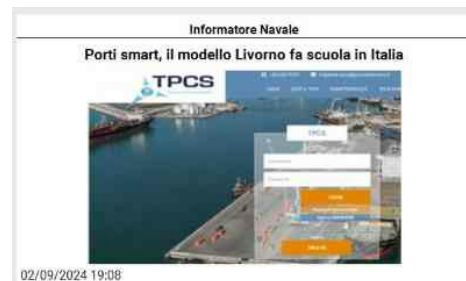 Informatore Navale
Porti smart, il modello Livorno fa scuola in Italia
TPCS
TPCS
02/09/2024 19:08